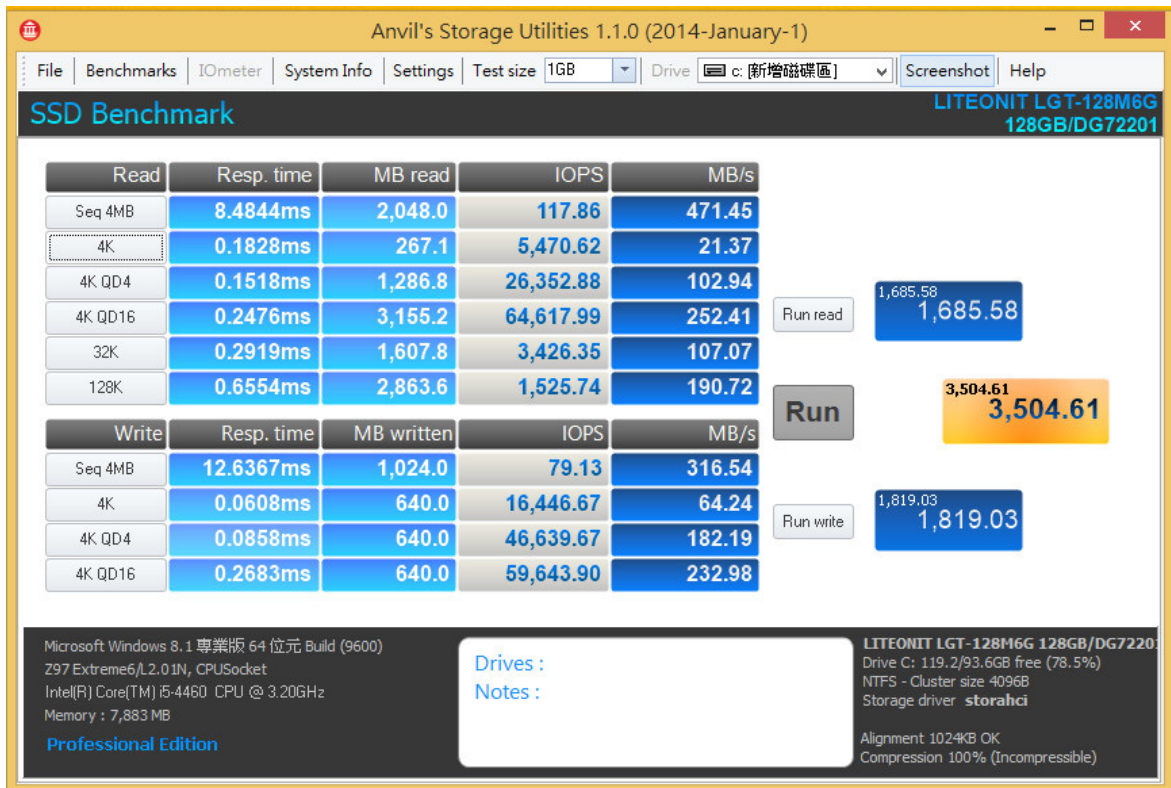 Anvil's Storage Utilities 1.1.0 (2014-January-1)
File Benchmarks IOmeter System Info Settings Test size 1GB Drive c: [新增磁碟區] Screenshot Help
SSD Benchmark
LITEONIT LGT-128M6G
128GB/DG72201
Read Resp. time MB read IOPS MB/s
Seq 4MB 8.4844ms 2,048.0 117.86 471.45
4K 0.1828ms 267.1 5,470.62 21.37
4K QD4 0.1518ms 1,286.8 26,352.88 102.94
4K QD16 0.2476ms 3,155.2 64,617.99 252.41
32K 0.2919ms 1,607.8 3,426.35 107.07
128K 0.6554ms 2,863.6 1,525.74 190.72
Run read
1,685.58
1,685.58
Run
3,504.61
3,504.61
Write Resp. time MB written IOPS MB/s
Seq 4MB 12.6367ms 1,024.0 79.13 316.54
4K 0.0608ms 640.0 16,446.67 64.24
4K QD4 0.0858ms 640.0 46,639.67 182.19
4K QD16 0.2683ms 640.0 59,643.90 232.98
Run write
1,819.03
1,819.03
Microsoft Windows 8.1 專業版 64 位元 Build (9600)
Z97 Extreme6/L2.01N, CPUSocket
Intel(R) Core(TM) i5-4460 CPU @ 3.20GHz
Memory : 7,883 MB
Professional Edition
Drives :
Notes :
LITEONIT LGT-128M6G 128GB/DG7220
Drive C: 119.2/93.6GB free (78.5%)
NTFS - Cluster size 4096B
Storage driver storahci
Alignment 1024KB OK
Compression 100% (Incompressible)